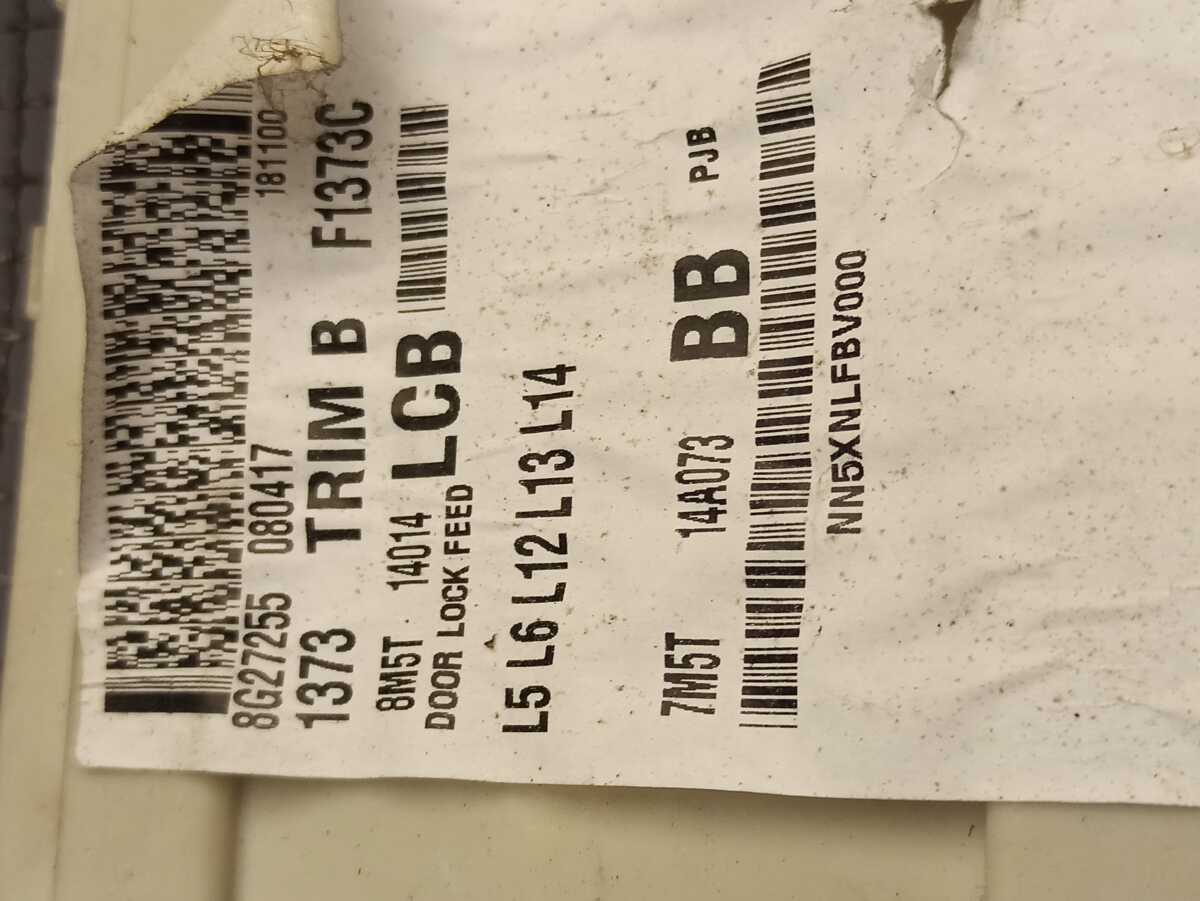 8G27255 080417 181100
1373 TRIM B F1373C
8M5T 14014 LCB
DOOR LOCK FEED
L5 L6 L12 L13 L14
7M5T 14A073 BB PJB
NN5XNLFBV000